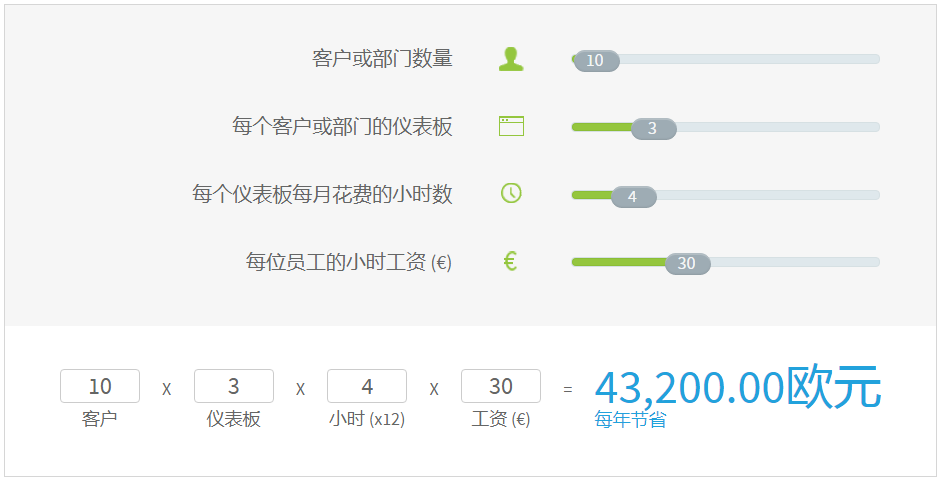 客户或部门数量 10
每个客户或部门的仪表板 3
每个仪表板每月花费的小时数 4
每位员工的小时工资 (€) € 30
10 X 3 X 4 X 30 = 43,200.00欧元
客户 仪表板 小时 (x12) 工资 (€) 每年节省